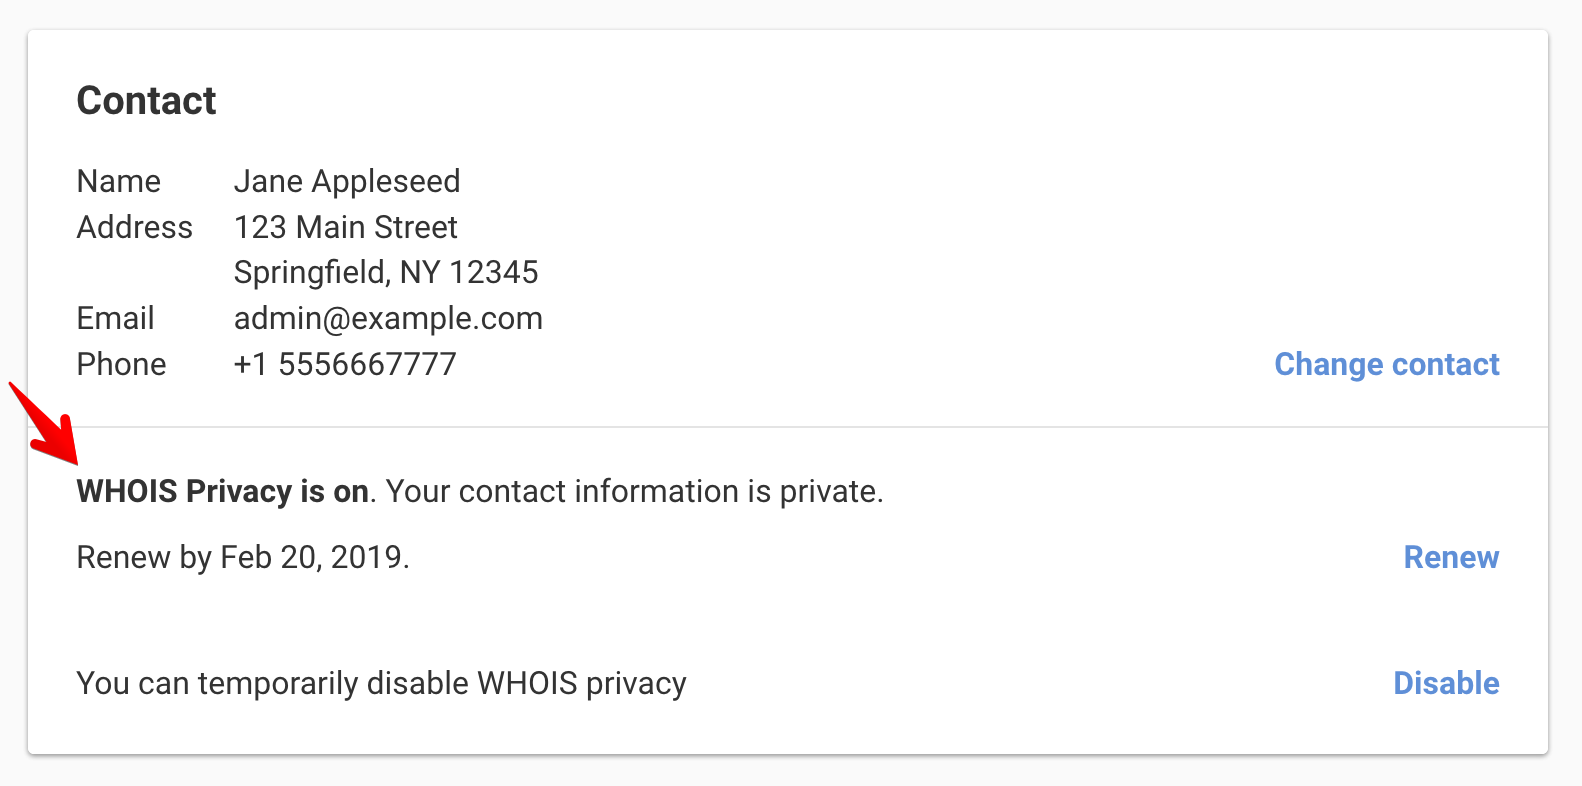 Contact
Name Jane Appleseed
Address 123 Main Street
Springfield, NY 12345
Email admin@example.com
Phone +1 5556667777
Change contact
WHOIS Privacy is on. Your contact information is private.
Renew by Feb 20, 2019.
Renew
You can temporarily disable WHOIS privacy
Disable